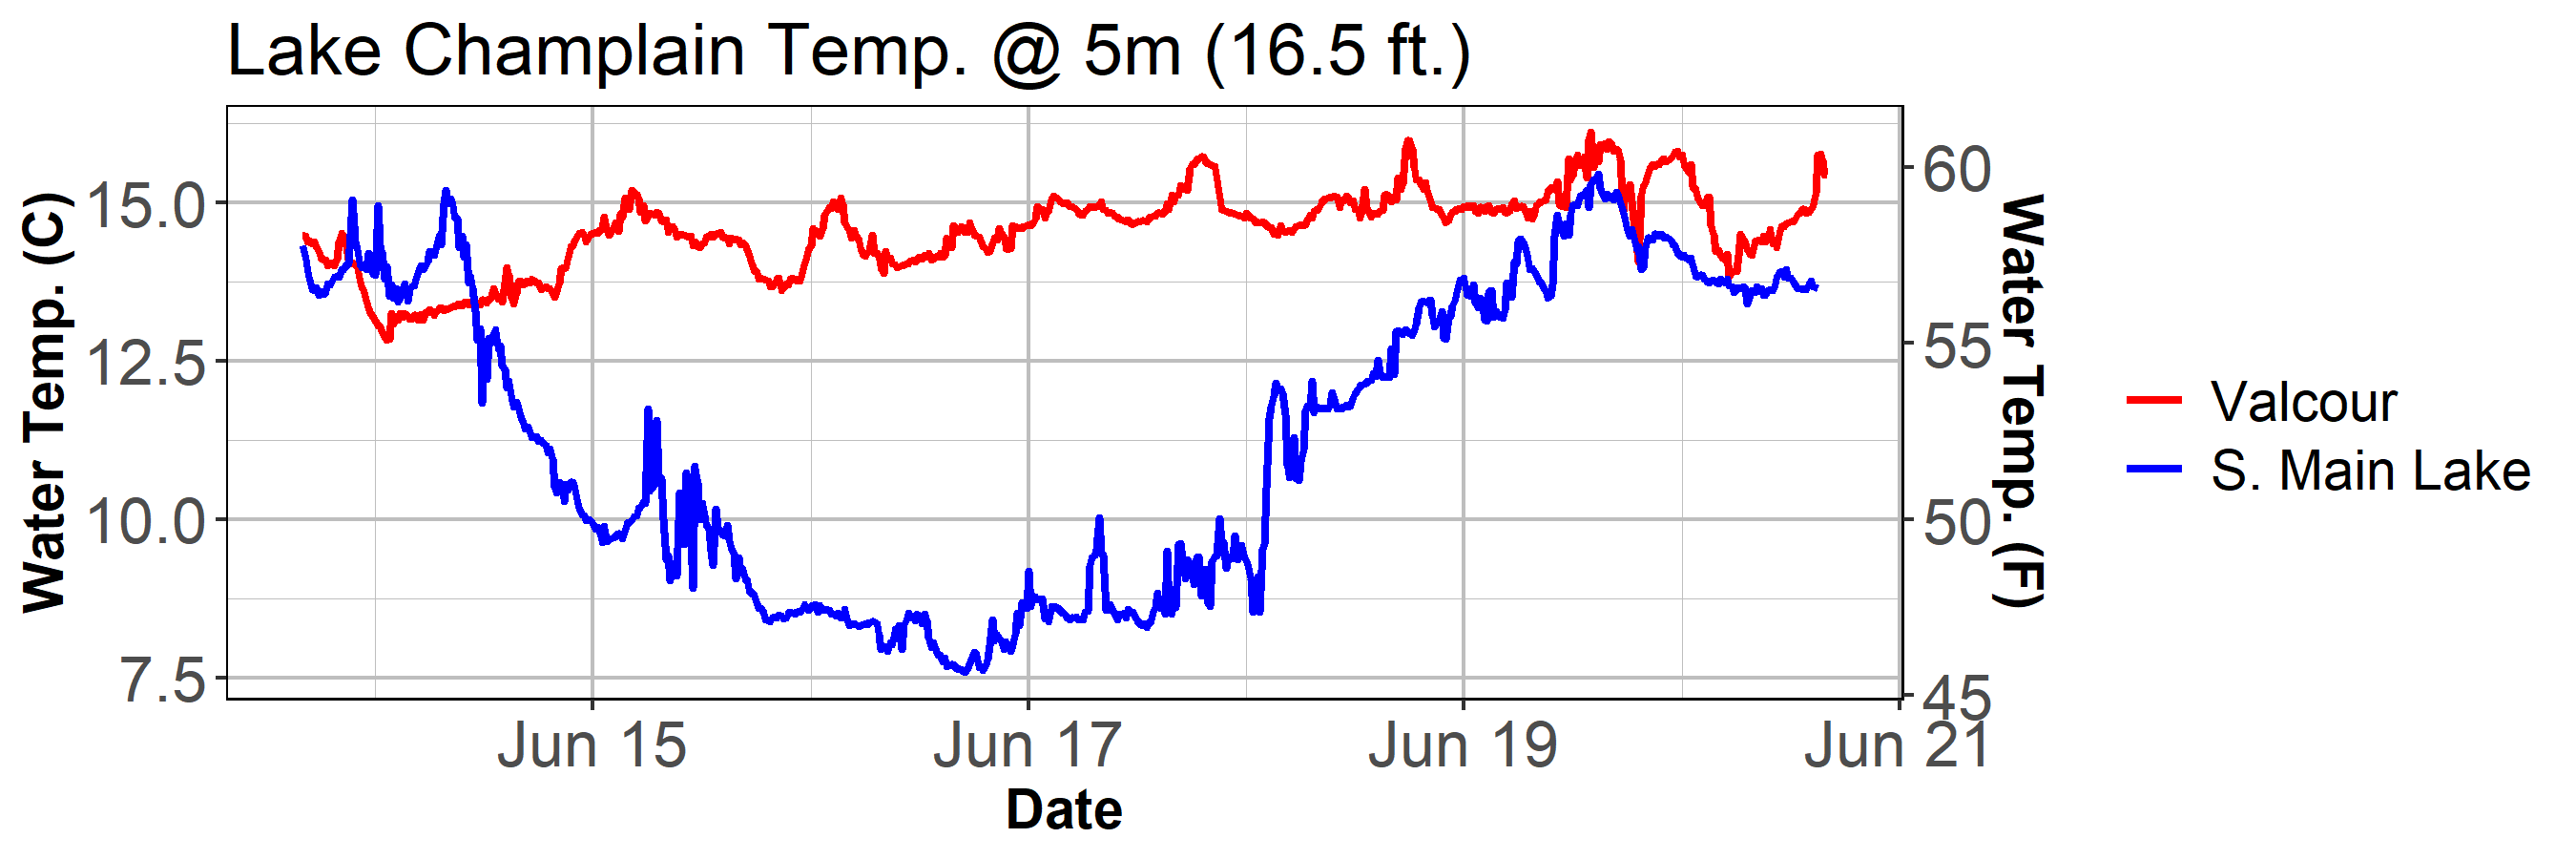 Lake Champlain Temp. @ 5m (16.5 ft.)
Water Temp. (C)
15.0
12.5
10.0
7.5
60
55
50
45
Water Temp. (F)
Jun 15
Jun 17
Jun 19
Jun 21
Date
Valcour
S. Main Lake